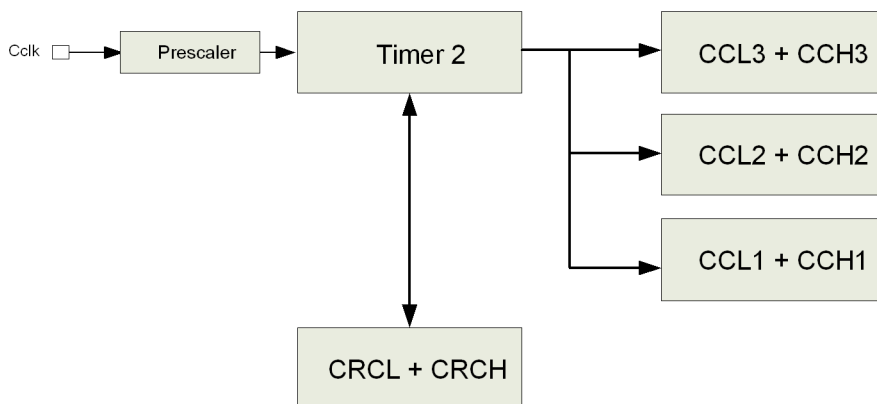 Cclk
Prescaler
Timer 2
CCL3 + CCH3
CCL2 + CCH2
CCL1 + CCH1
CRCL + CRCH